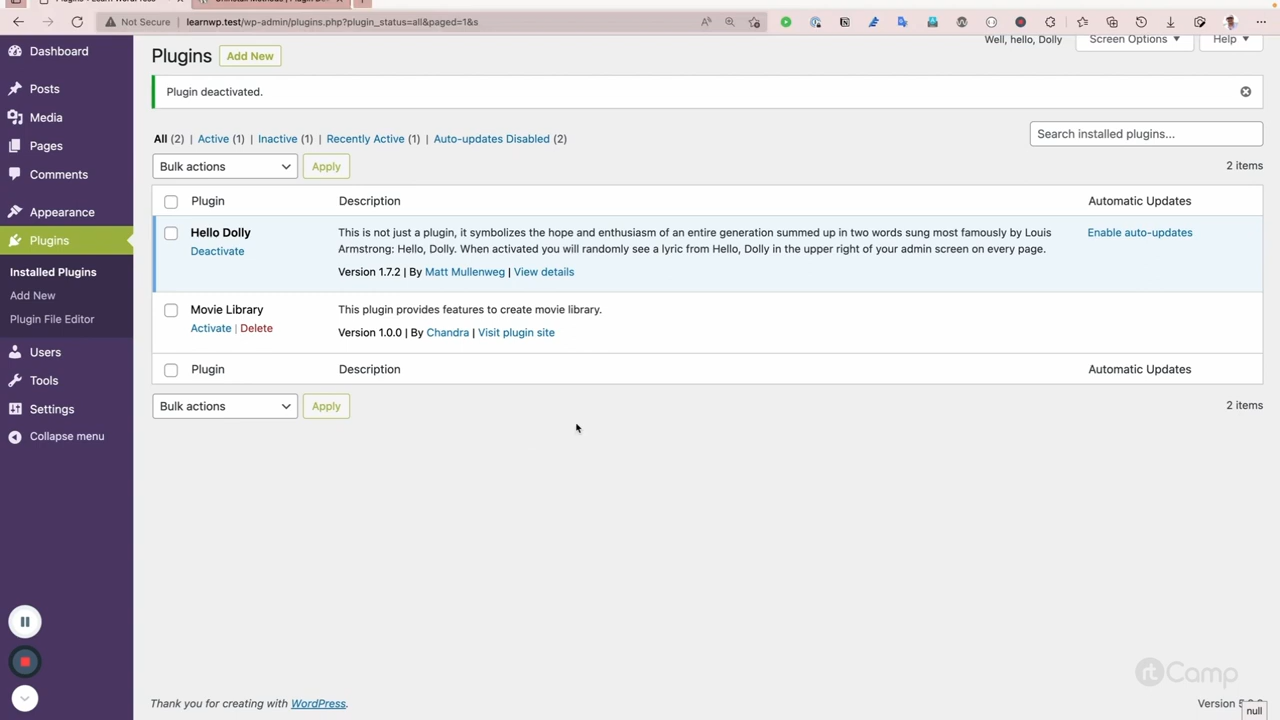 Not Secure learnwp.test/wp-admin/plugins.php?plugin_status=all&paged=1&s
Dashboard
Posts
Media
Pages
Comments
Appearance
Plugins
Installed Plugins
Add New
Plugin File Editor
Users
Tools
Settings
Collapse menu
Well, hello, Dolly
Screen Options
Help
Plugins
Add New
Plugin deactivated.
All (2) | Active (1) | Inactive (1) | Recently Active (1) | Auto-updates Disabled (2)
Search installed plugins...
Bulk actions
Apply
2 items
Plugin
Description
Automatic Updates
Hello Dolly
Deactivate
This is not just a plugin, it symbolizes the hope and enthusiasm of an entire generation summed up in two words sung most famously by Louis
Armstrong: Hello, Dolly. When activated you will randomly see a lyric from Hello, Dolly in the upper right of your admin screen on every page.
Version 1.7.2 | By Matt Mullenweg | View details
Enable auto-updates
Movie Library
Activate | Delete
This plugin provides features to create movie library.
Version 1.0.0 | By Chandra | Visit plugin site
Plugin
Description
Automatic Updates
Bulk actions
Apply
2 items
rtCamp
Thank you for creating with WordPress.
Version
null